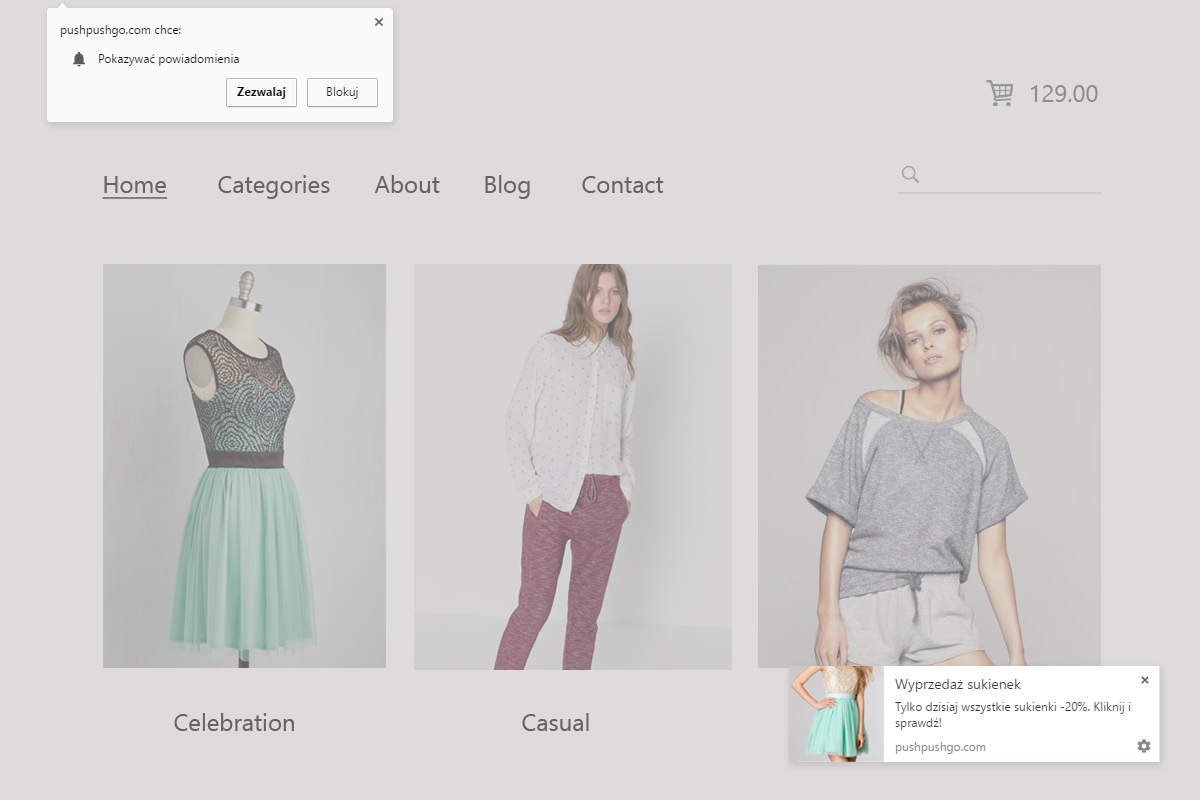 pushpushgo.com chce:
Pokazywać powiadomienia
Zezwalaj Blokuj
129.00
Home Categories About Blog Contact
Celebration
Casual
Wyprzedaż sukienek
Tylko dzisiaj wszystkie sukienki -20%. Kliknij i
sprawdź!
pushpushgo.com